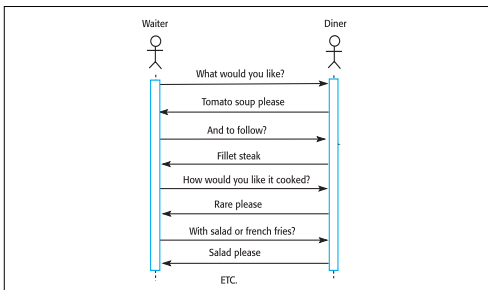 Waiter
Diner
What would you like?
Tomato soup please
And to follow?
Fillet steak
How would you like it cooked?
Rare please
With salad or french fries?
Salad please
ETC.